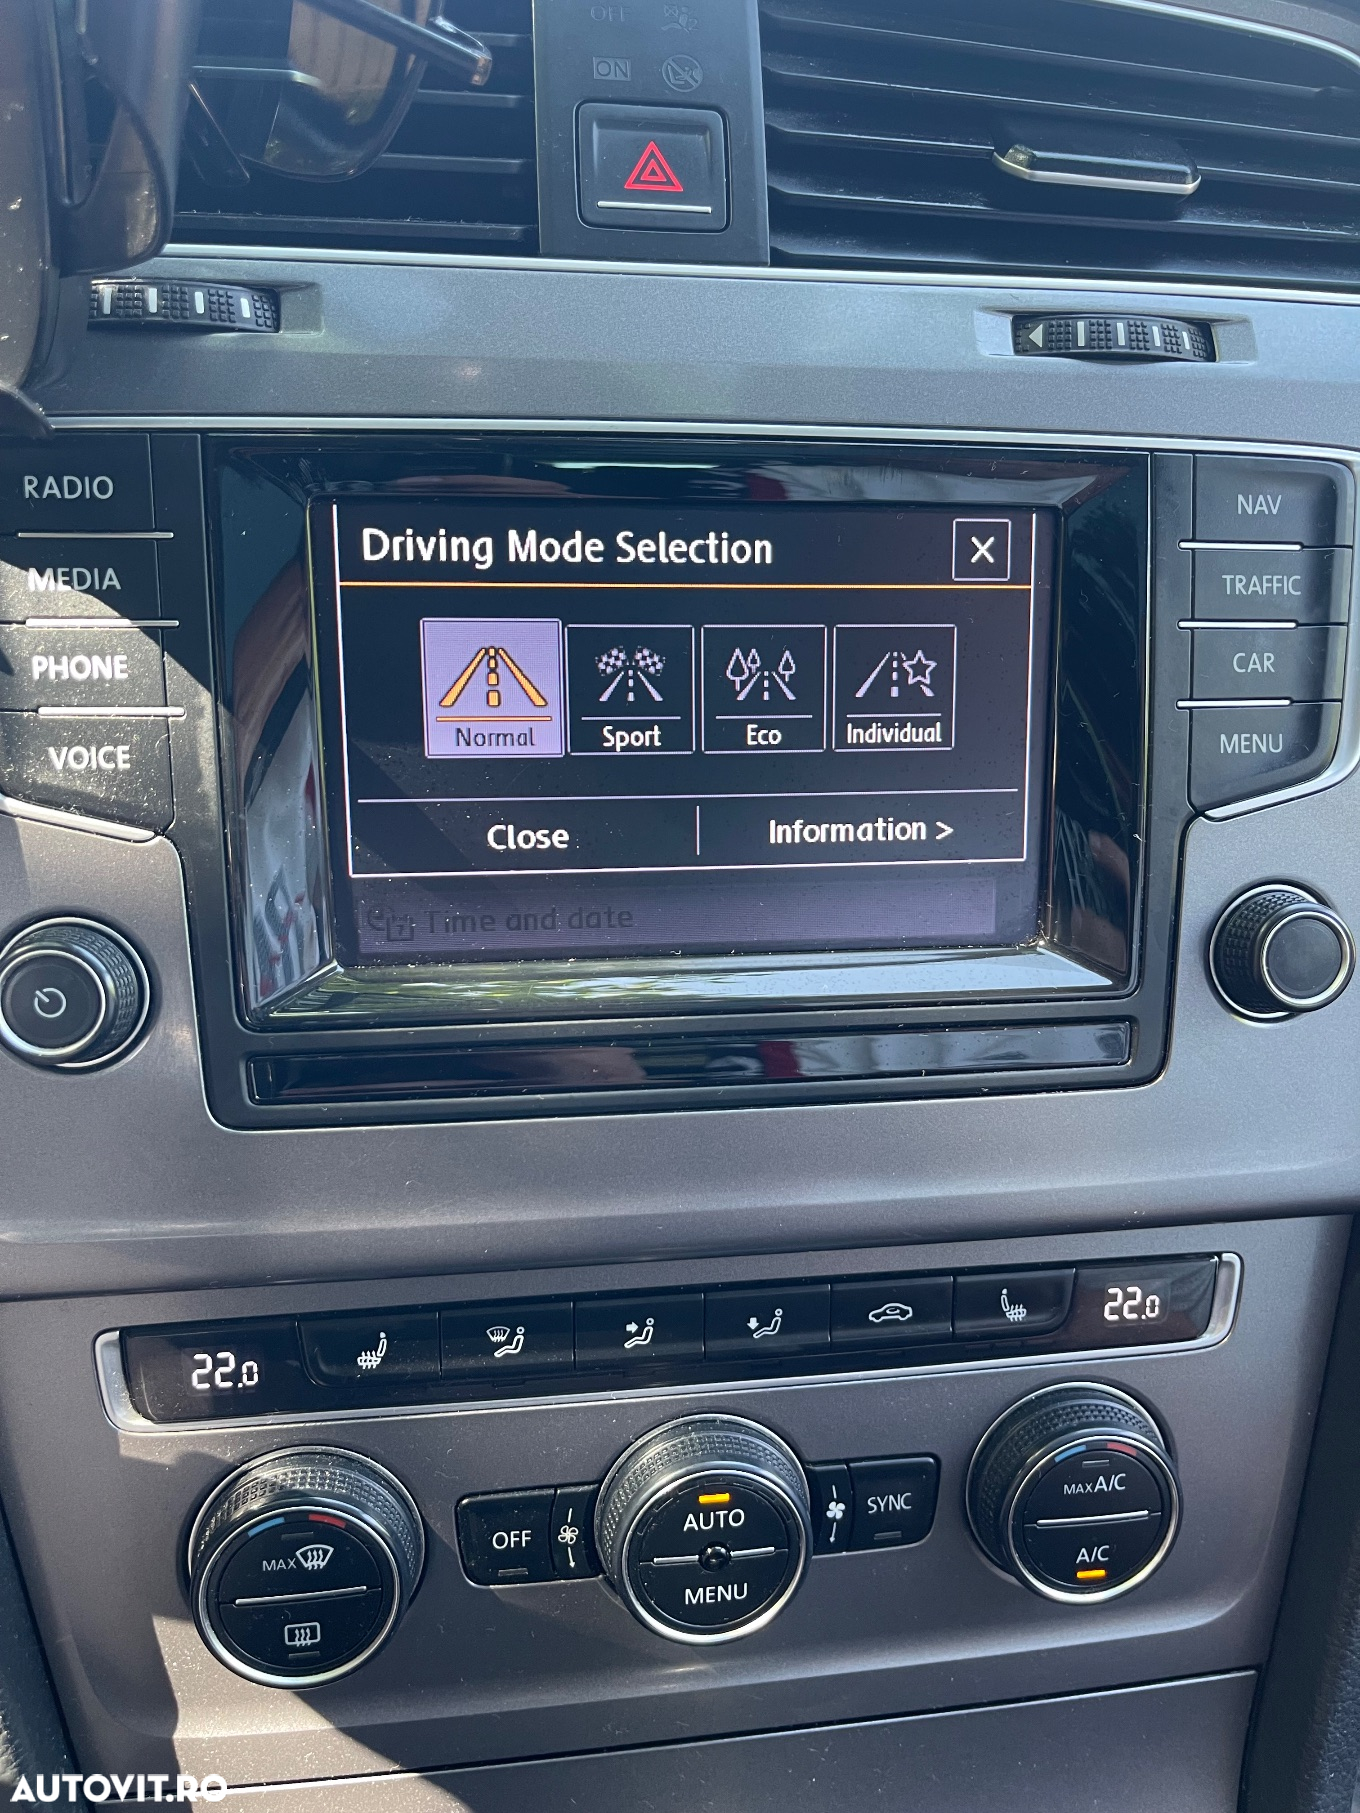 OFF
ON
RADIO
MEDIA
PHONE
VOICE
NAV
TRAFFIC
CAR
MENU
Driving Mode Selection
X
Normal
Sport
Eco
Individual
Close
Information >
7
Time and date
22.0
22.0
MAX
OFF
AUTO
MENU
SYNC
MAX A/C
A/C
AUTOVIT.RO